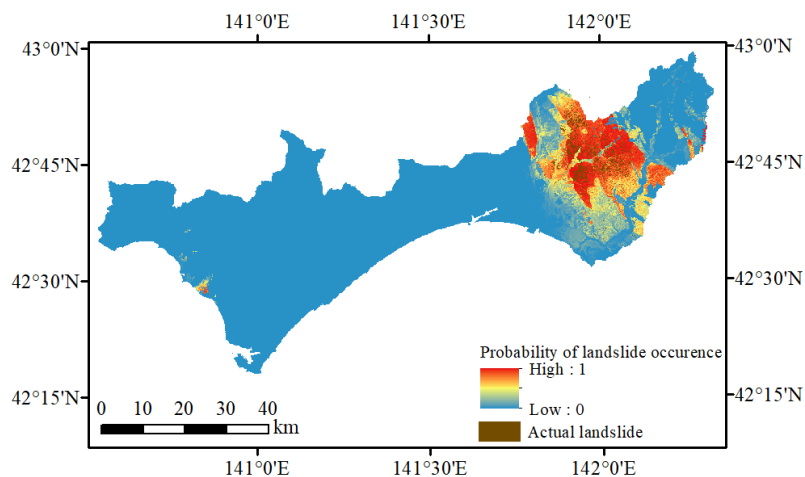 141°0'E 141°30'E 142°0'E
43°0'N 43°0'N
42°45'N 42°45'N
42°30'N 42°30'N
42°15'N 42°15'N
Probability of landslide occurence
High : 1
Low : 0
Actual landslide
0 10 20 30 40
km
141°0'E 141°30'E 142°0'E